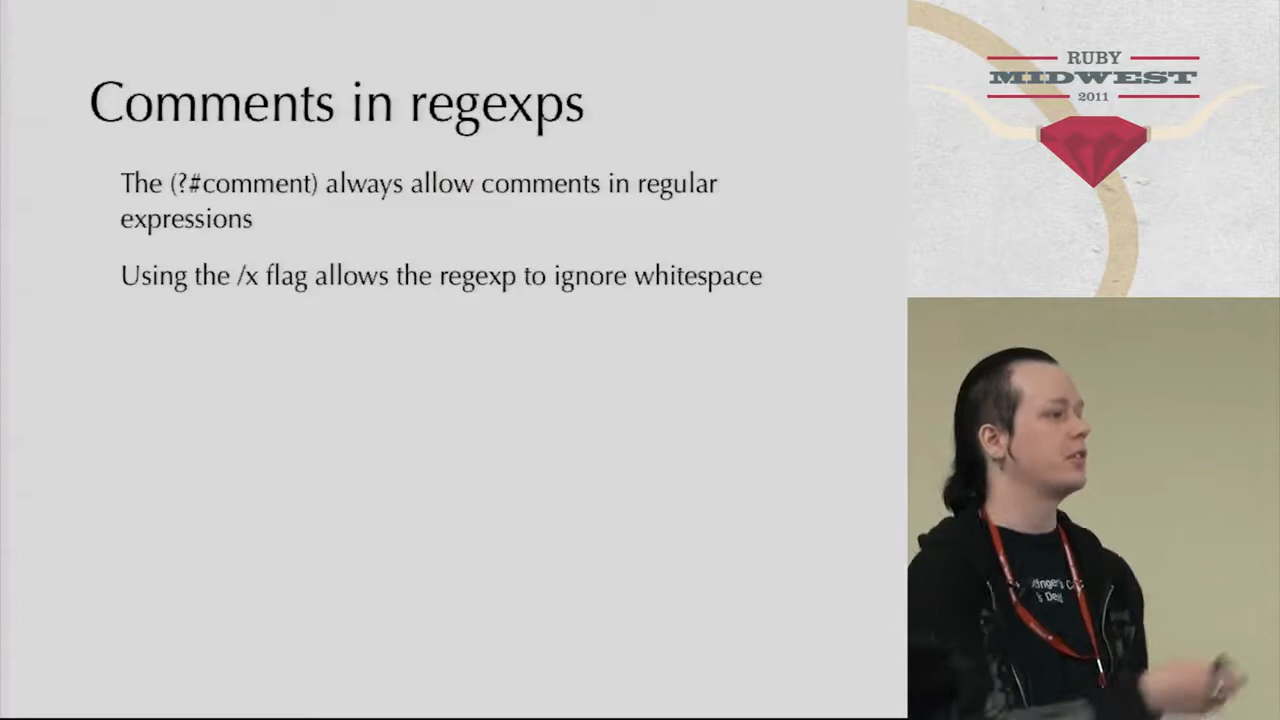 Comments in regexps
The (?#comment) always allow comments in regular
expressions
Using the /x flag allows the regexp to ignore whitespace
RUBY
MIDWEST
2011